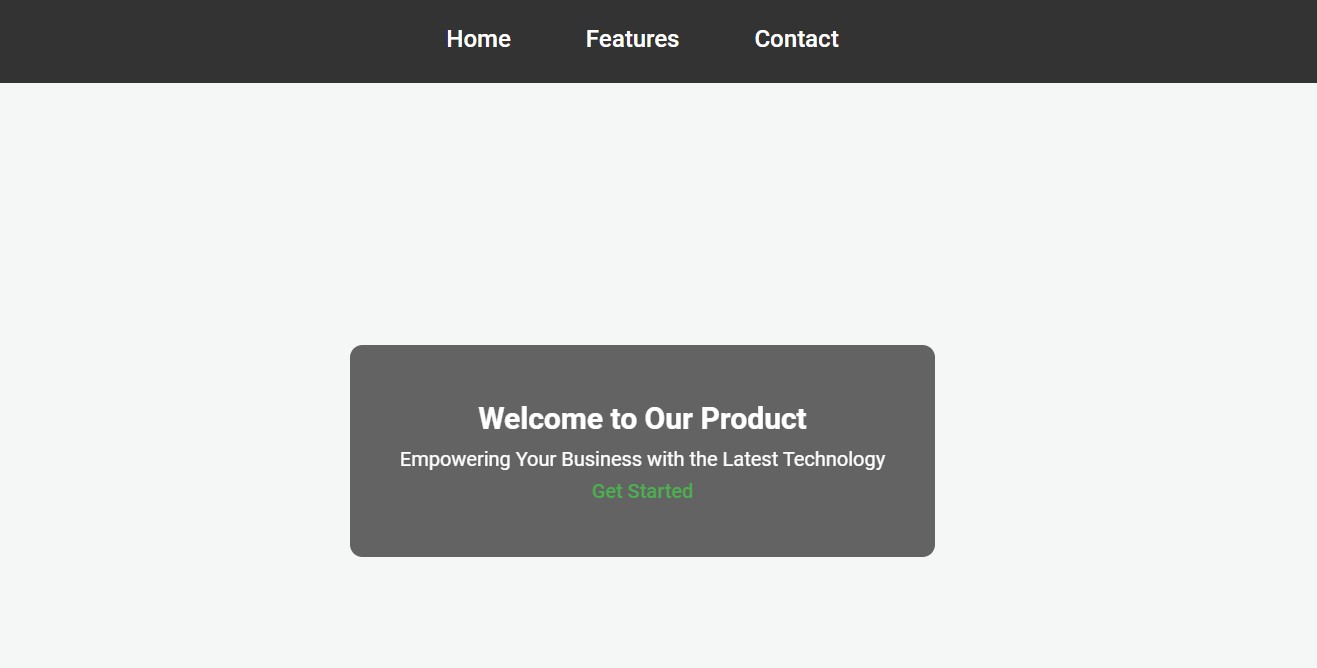 Home Features Contact
Welcome to Our Product
Empowering Your Business with the Latest Technology
Get Started